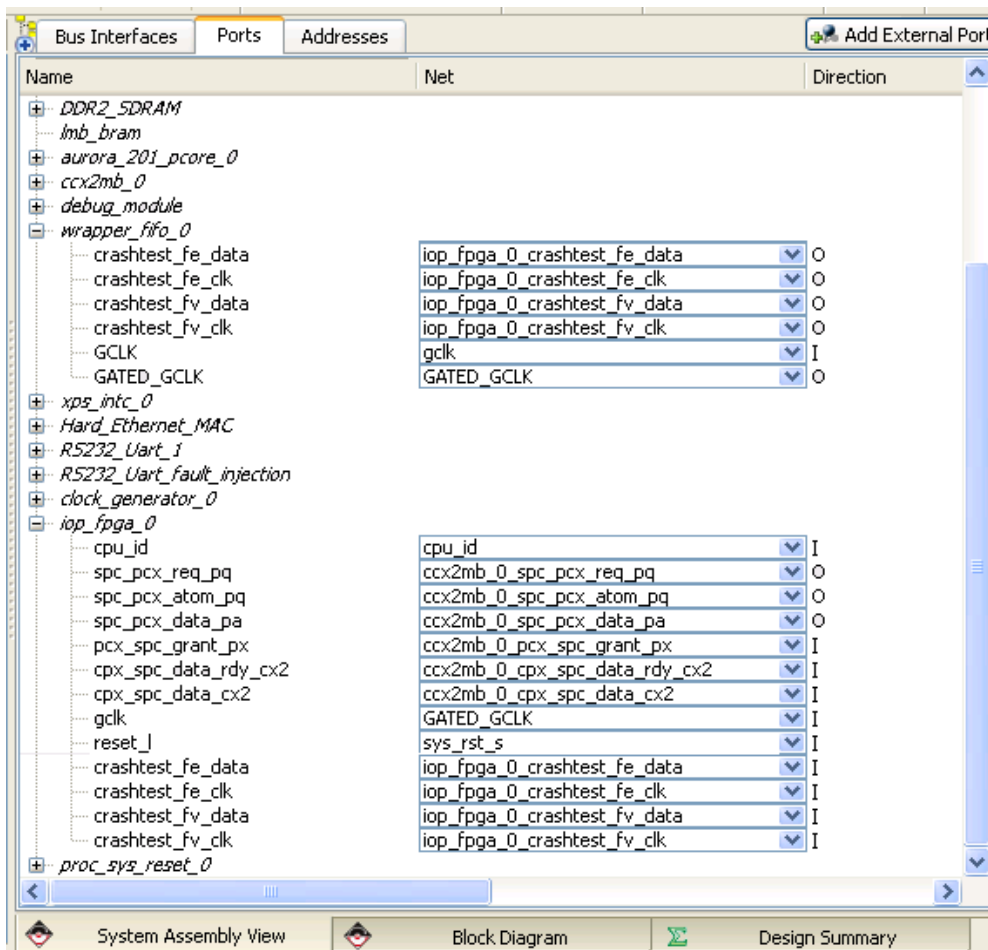 Bus Interfaces Ports Addresses Add External Port
Name Net Direction
DDR2_SDRAM
lmb_bram
aurora_201_pcore_0
ccx2mb_0
debug_module
wrapper_fifo_0
crashtest_fe_data iop_fpga_0_crashtest_fe_data O
crashtest_fe_clk iop_fpga_0_crashtest_fe_clk O
crashtest_fv_data iop_fpga_0_crashtest_fv_data O
crashtest_fv_clk iop_fpga_0_crashtest_fv_clk O
GCLK gclk I
GATED_GCLK GATED_GCLK O
xps_intc_0
Hard_Ethernet_MAC
RS232_Uart_1
RS232_Uart_fault_injection
clock_generator_0
iop_fpga_0
cpu_id cpu_id I
spc_pcx_req_pq ccx2mb_0_spc_pcx_req_pq O
spc_pcx_atom_pq ccx2mb_0_spc_pcx_atom_pq O
spc_pcx_data_pa ccx2mb_0_spc_pcx_data_pa O
pcx_spc_grant_px ccx2mb_0_pcx_spc_grant_px I
cpx_spc_data_rdy_cx2 ccx2mb_0_cpx_spc_data_rdy_cx2 I
cpx_spc_data_cx2 ccx2mb_0_cpx_spc_data_cx2 I
gclk GATED_GCLK I
reset_l sys_rst_s I
crashtest_fe_data iop_fpga_0_crashtest_fe_data I
crashtest_fe_clk iop_fpga_0_crashtest_fe_clk I
crashtest_fv_data iop_fpga_0_crashtest_fv_data I
crashtest_fv_clk iop_fpga_0_crashtest_fv_clk I
proc_sys_reset_0
System Assembly View Block Diagram Σ Design Summary